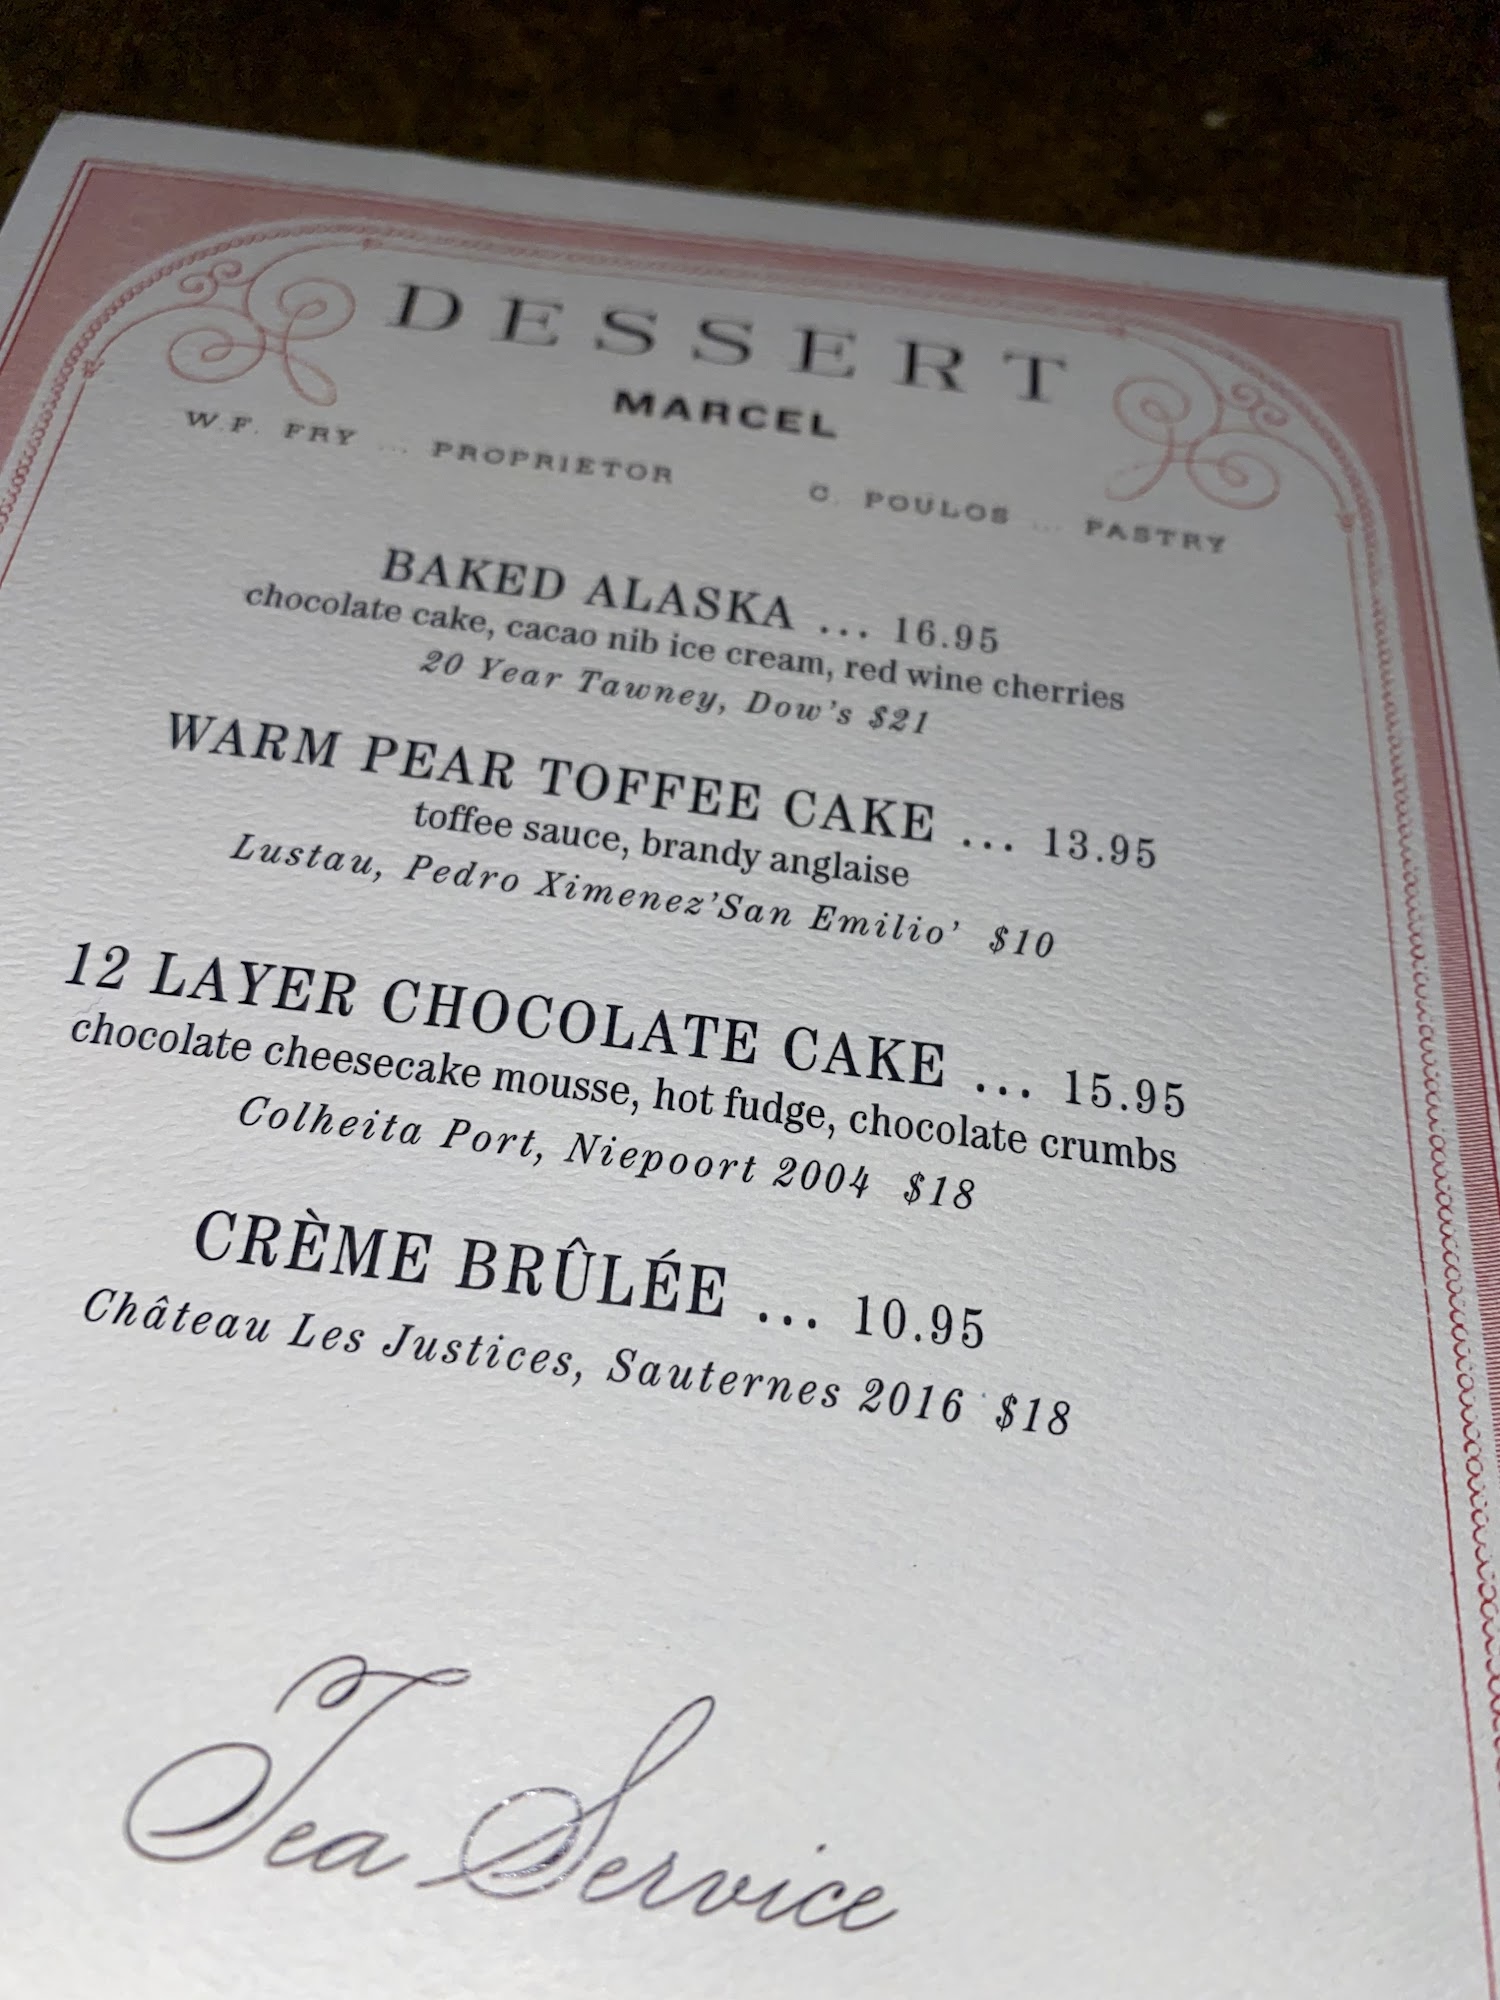 DESSERT
MARCEL
W.F. FRY ... PROPRIETOR C. POULOS ... PASTRY
BAKED ALASKA ... 16.95
chocolate cake, cacao nib ice cream, red wine cherries
20 Year Tawney, Dow's $21
WARM PEAR TOFFEE CAKE ... 13.95
toffee sauce, brandy anglaise
Lustau, Pedro Ximenez'San Emilio' $10
12 LAYER CHOCOLATE CAKE ... 15.95
chocolate cheesecake mousse, hot fudge, chocolate crumbs
Colheita Port, Niepoort 2004 $18
CRÈME BRÛLÉE ... 10.95
Château Les Justices, Sauternes 2016 $18
Tea Service